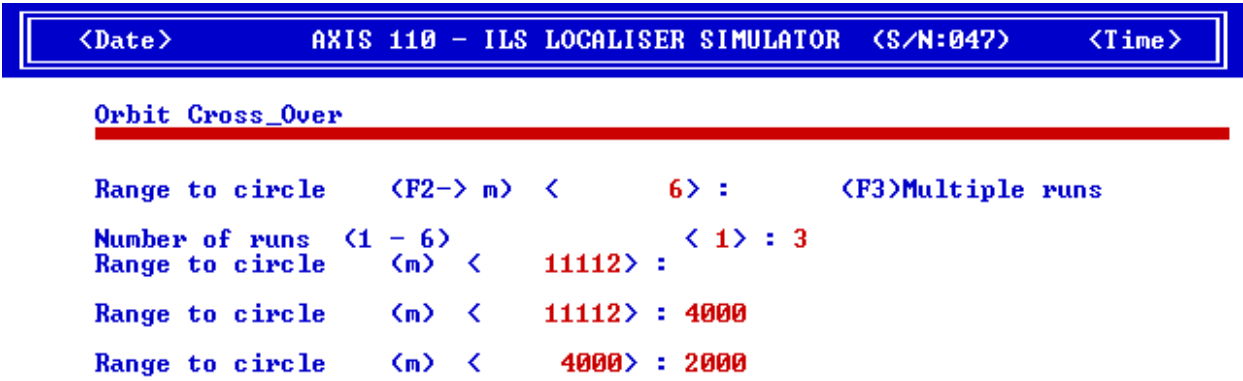 <Date> AXIS 110 - ILS LOCALISER SIMULATOR (S/N:047) <Time>
Orbit Cross_Over
Range to circle (F2-> m) < 6> : (F3)Multiple runs
Number of runs (1 - 6) < 1> : 3
Range to circle (m) < 11112> :
Range to circle (m) < 11112> : 4000
Range to circle (m) < 4000> : 2000